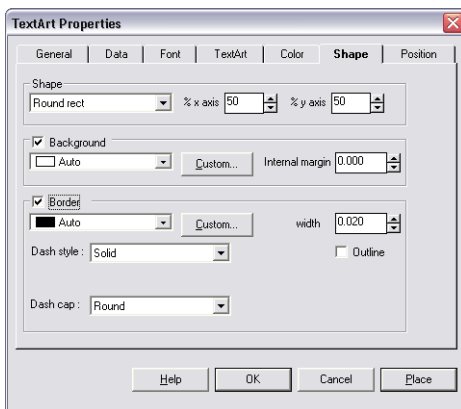 TextArt Properties
General Data Font TextArt Color Shape Position
Shape
Round rect % x axis 50 % y axis 50
Background
Auto Custom... Internal margin 0.000
Border
Auto Custom... width 0.020
Dash style : Solid Outline
Dash cap : Round
Help OK Cancel Place